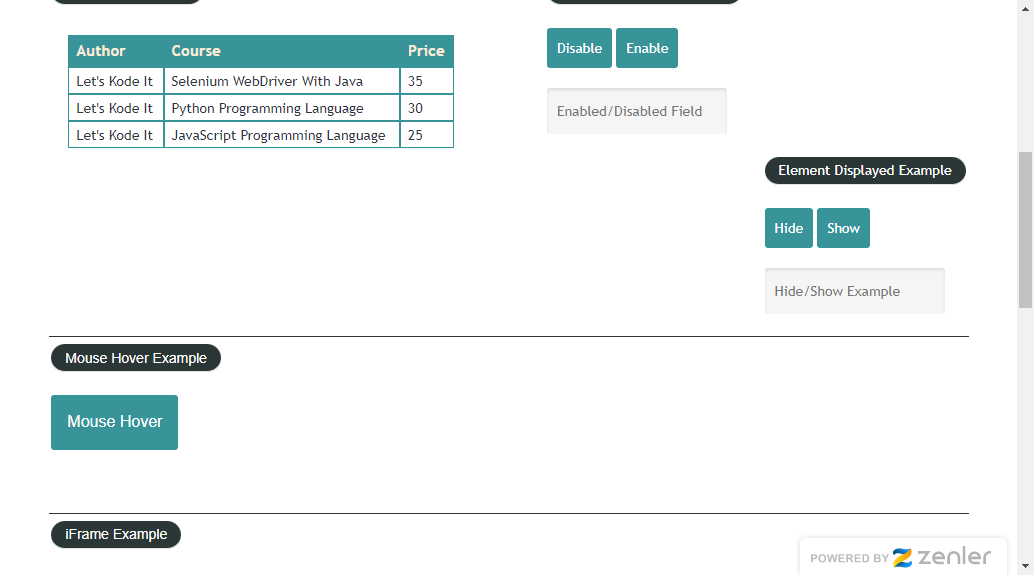 Author Course Price
Let's Kode It Selenium WebDriver With Java 35
Let's Kode It Python Programming Language 30
Let's Kode It JavaScript Programming Language 25
Disable Enable
Enabled/Disabled Field
Element Displayed Example
Hide Show
Hide/Show Example
Mouse Hover Example
Mouse Hover
iFrame Example
POWERED BY zenler